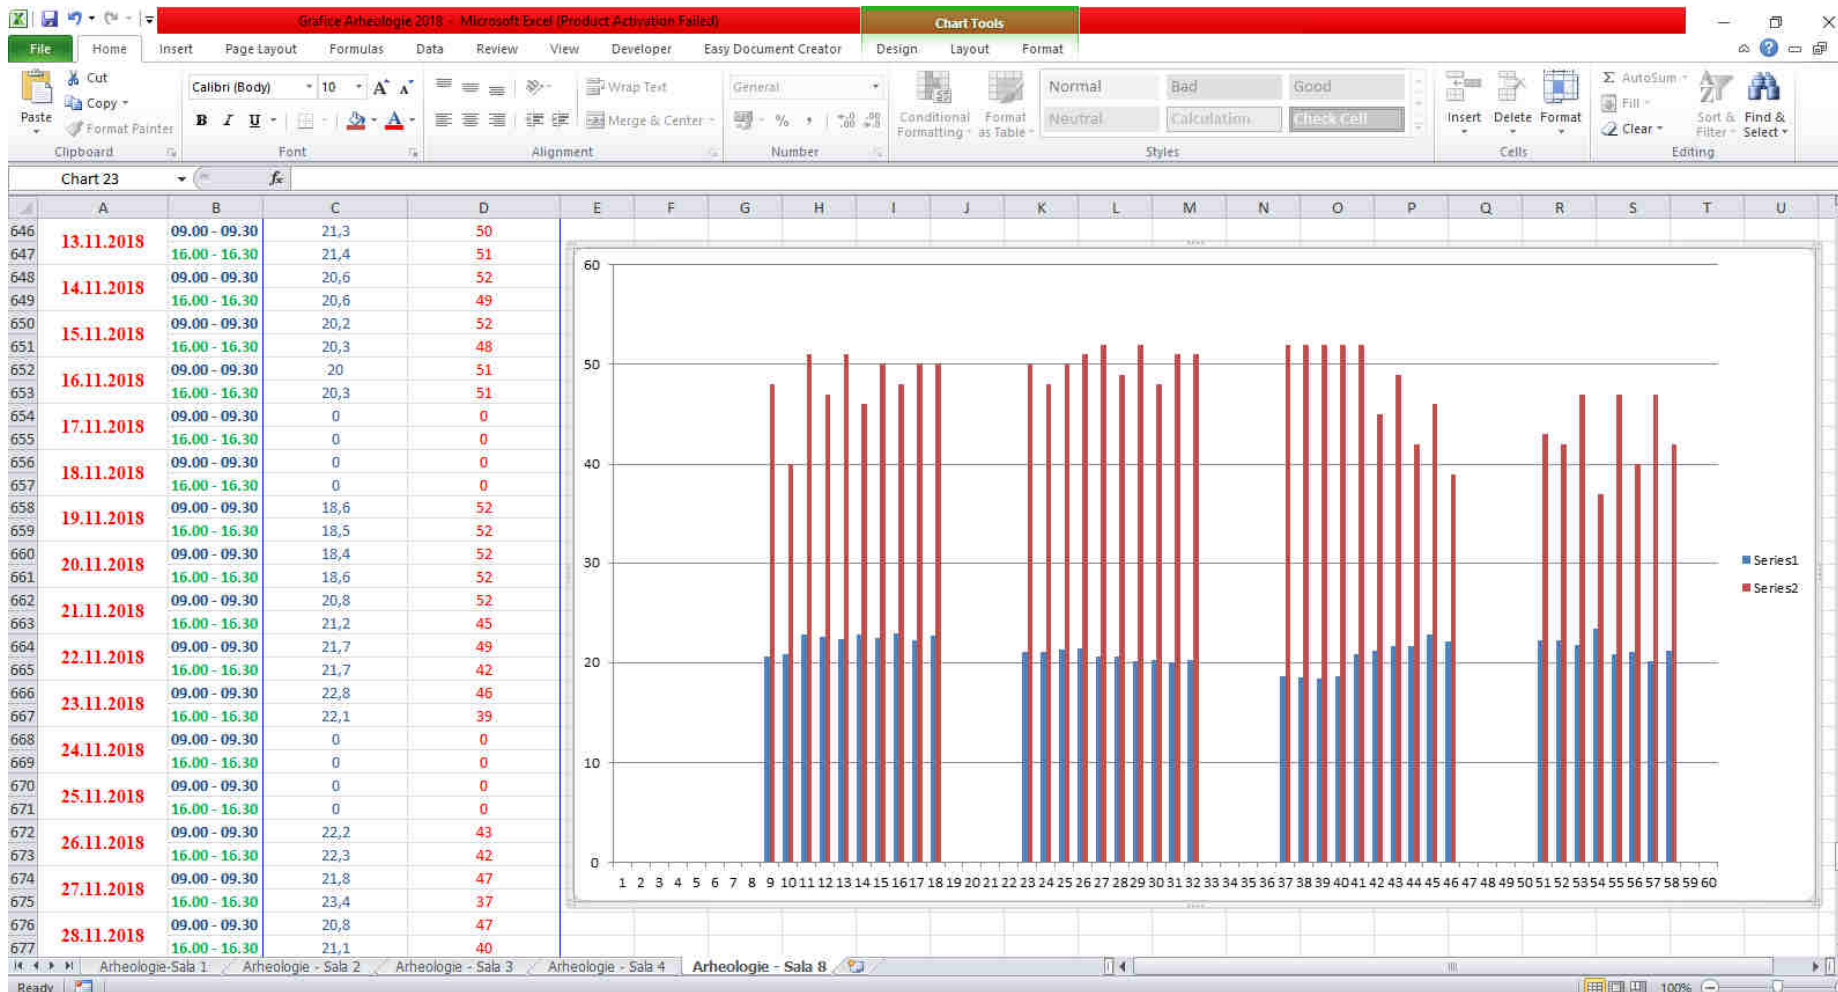 Grafice Arheologie 2018 - Microsoft Excel (Product Activation Failed)
Chart Tools
File Home Insert Page Layout Formulas Data Review View Developer Easy Document Creator Design Layout Format
Paste
Cut
Copy
Format Painter
Clipboard
Calibri (Body) 10
B I U
Font
Wrap Text
Merge & Center
Alignment
General
%
Number
Conditional Formatting
Format as Table
Normal Bad Good
Neutral Calculation Check Cell
Styles
Insert Delete Format
Cells
AutoSum
Fill
Clear
Sort & Filter
Find & Select
Editing
Chart 23 fx
A B C D E F G H I J K L M N O P Q R S T U
646 13.11.2018 09.00 - 09.30 21,3 50
647 16.00 - 16.30 21,4 51
648 14.11.2018 09.00 - 09.30 20,6 52
649 16.00 - 16.30 20,6 49
650 15.11.2018 09.00 - 09.30 20,2 52
651 16.00 - 16.30 20,3 48
652 16.11.2018 09.00 - 09.30 20 51
653 16.00 - 16.30 20,3 51
654 17.11.2018 09.00 - 09.30 0 0
655 16.00 - 16.30 0 0
656 18.11.2018 09.00 - 09.30 0 0
657 16.00 - 16.30 0 0
658 19.11.2018 09.00 - 09.30 18,6 52
659 16.00 - 16.30 18,5 52
660 20.11.2018 09.00 - 09.30 18,4 52
661 16.00 - 16.30 18,6 52
662 21.11.2018 09.00 - 09.30 20,8 52
663 16.00 - 16.30 21,2 45
664 22.11.2018 09.00 - 09.30 21,7 49
665 16.00 - 16.30 21,7 42
666 23.11.2018 09.00 - 09.30 22,8 46
667 16.00 - 16.30 22,1 39
668 24.11.2018 09.00 - 09.30 0 0
669 16.00 - 16.30 0 0
670 25.11.2018 09.00 - 09.30 0 0
671 16.00 - 16.30 0 0
672 26.11.2018 09.00 - 09.30 22,2 43
673 16.00 - 16.30 22,3 42
674 27.11.2018 09.00 - 09.30 21,8 47
675 16.00 - 16.30 23,4 37
676 28.11.2018 09.00 - 09.30 20,8 47
677 16.00 - 16.30 21,1 40
60
50
40
30
20
10
0
1 2 3 4 5 6 7 8 9 10 11 12 13 14 15 16 17 18 19 20 21 22 23 24 25 26 27 28 29 30 31 32 33 34 35 36 37 38 39 40 41 42 43 44 45 46 47 48 49 50 51 52 53 54 55 56 57 58 59 60
Series1
Series2
Arheologie-Sala 1 Arheologie - Sala 2 Arheologie - Sala 3 Arheologie - Sala 4 Arheologie - Sala 8
Ready 100%